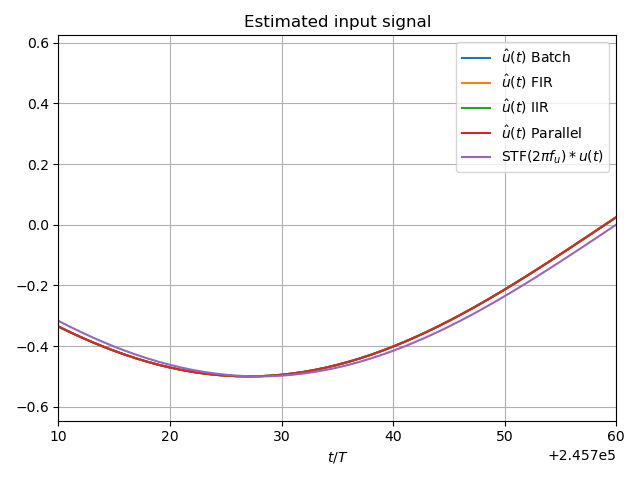 Estimated input signal
0.6
0.4
0.2
0.0
−0.2
−0.4
−0.6
û(t) Batch
û(t) FIR
û(t) IIR
û(t) Parallel
STF(2πfᵤ) * u(t)
10
20
30
40
50
60
t/T
+2.457e5